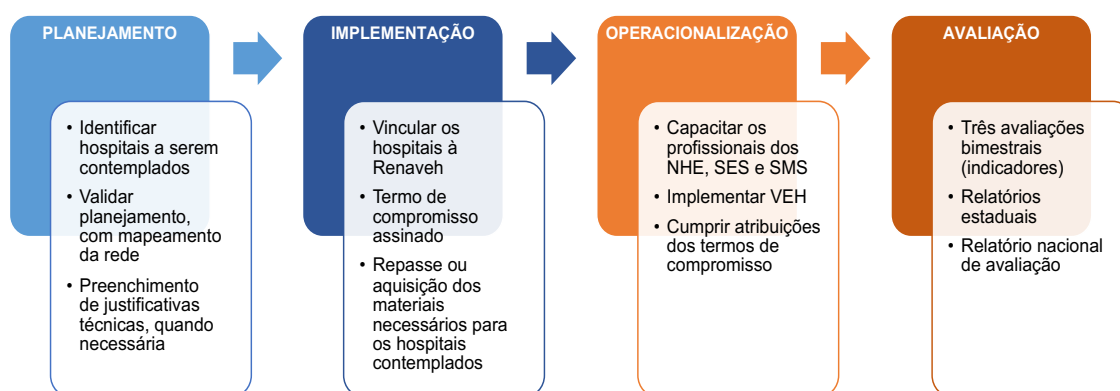 PLANEJAMENTO
• Identificar
hospitais a serem
contemplados
• Validar
planejamento,
com mapeamento
da rede
• Preenchimento
de justificativas
técnicas, quando
necessária
IMPLEMENTAÇÃO
• Vincular os
hospitais à
Renaveh
• Termo de
compromisso
assinado
• Repasse ou
aquisição dos
materiais
necessários para
os hospitais
contemplados
OPERACIONALIZAÇÃO
• Capacitar os
profissionais dos
NHE, SES e SMS
• Implementar VEH
• Cumprir atribuições
dos termos de
compromisso
AVALIAÇÃO
• Três avaliações
bimestrais
(indicadores)
• Relatórios
estaduais
• Relatório nacional
de avaliação